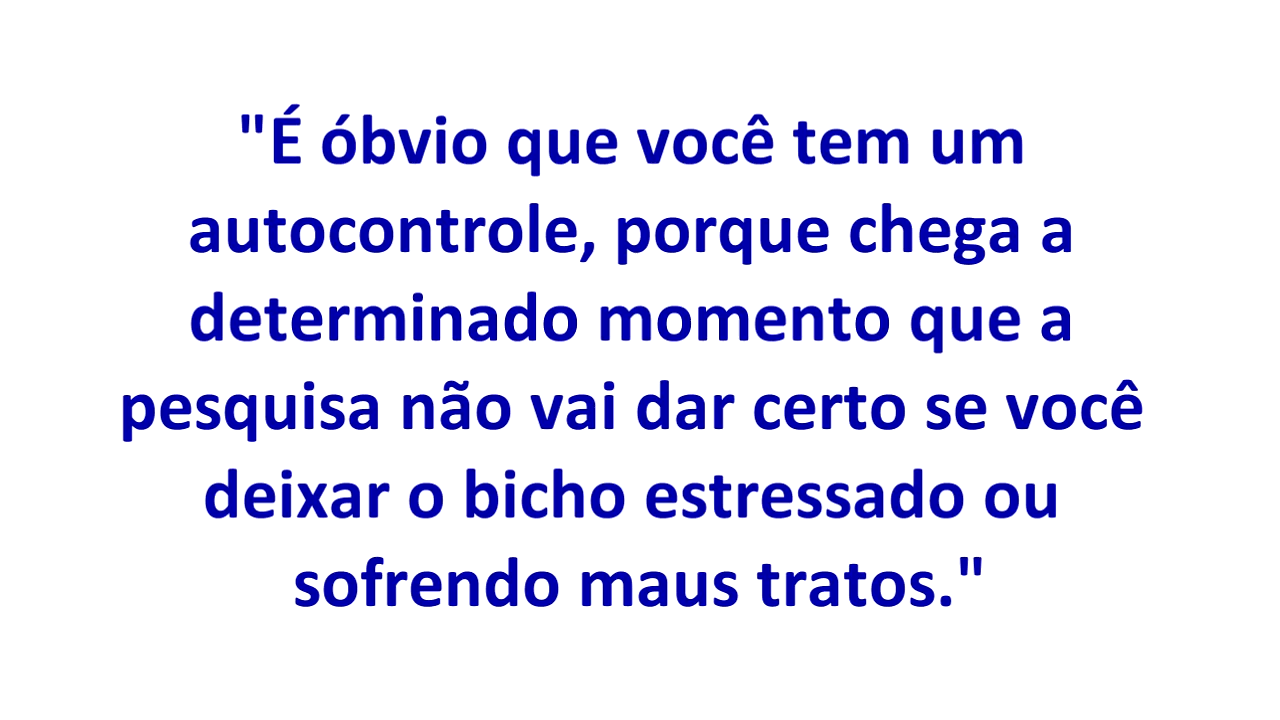 "É óbvio que você tem um
autocontrole, porque chega a
determinado momento que a
pesquisa não vai dar certo se você
deixar o bicho estressado ou
sofrendo maus tratos."